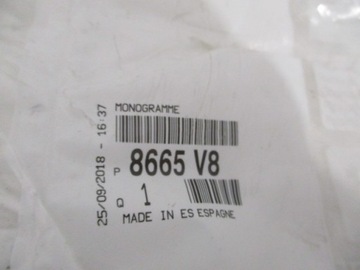 MONOGRAMME
P 8665 V8
Q 1
MADE IN ES ESPAGNE
25/09/2018 - 16:37